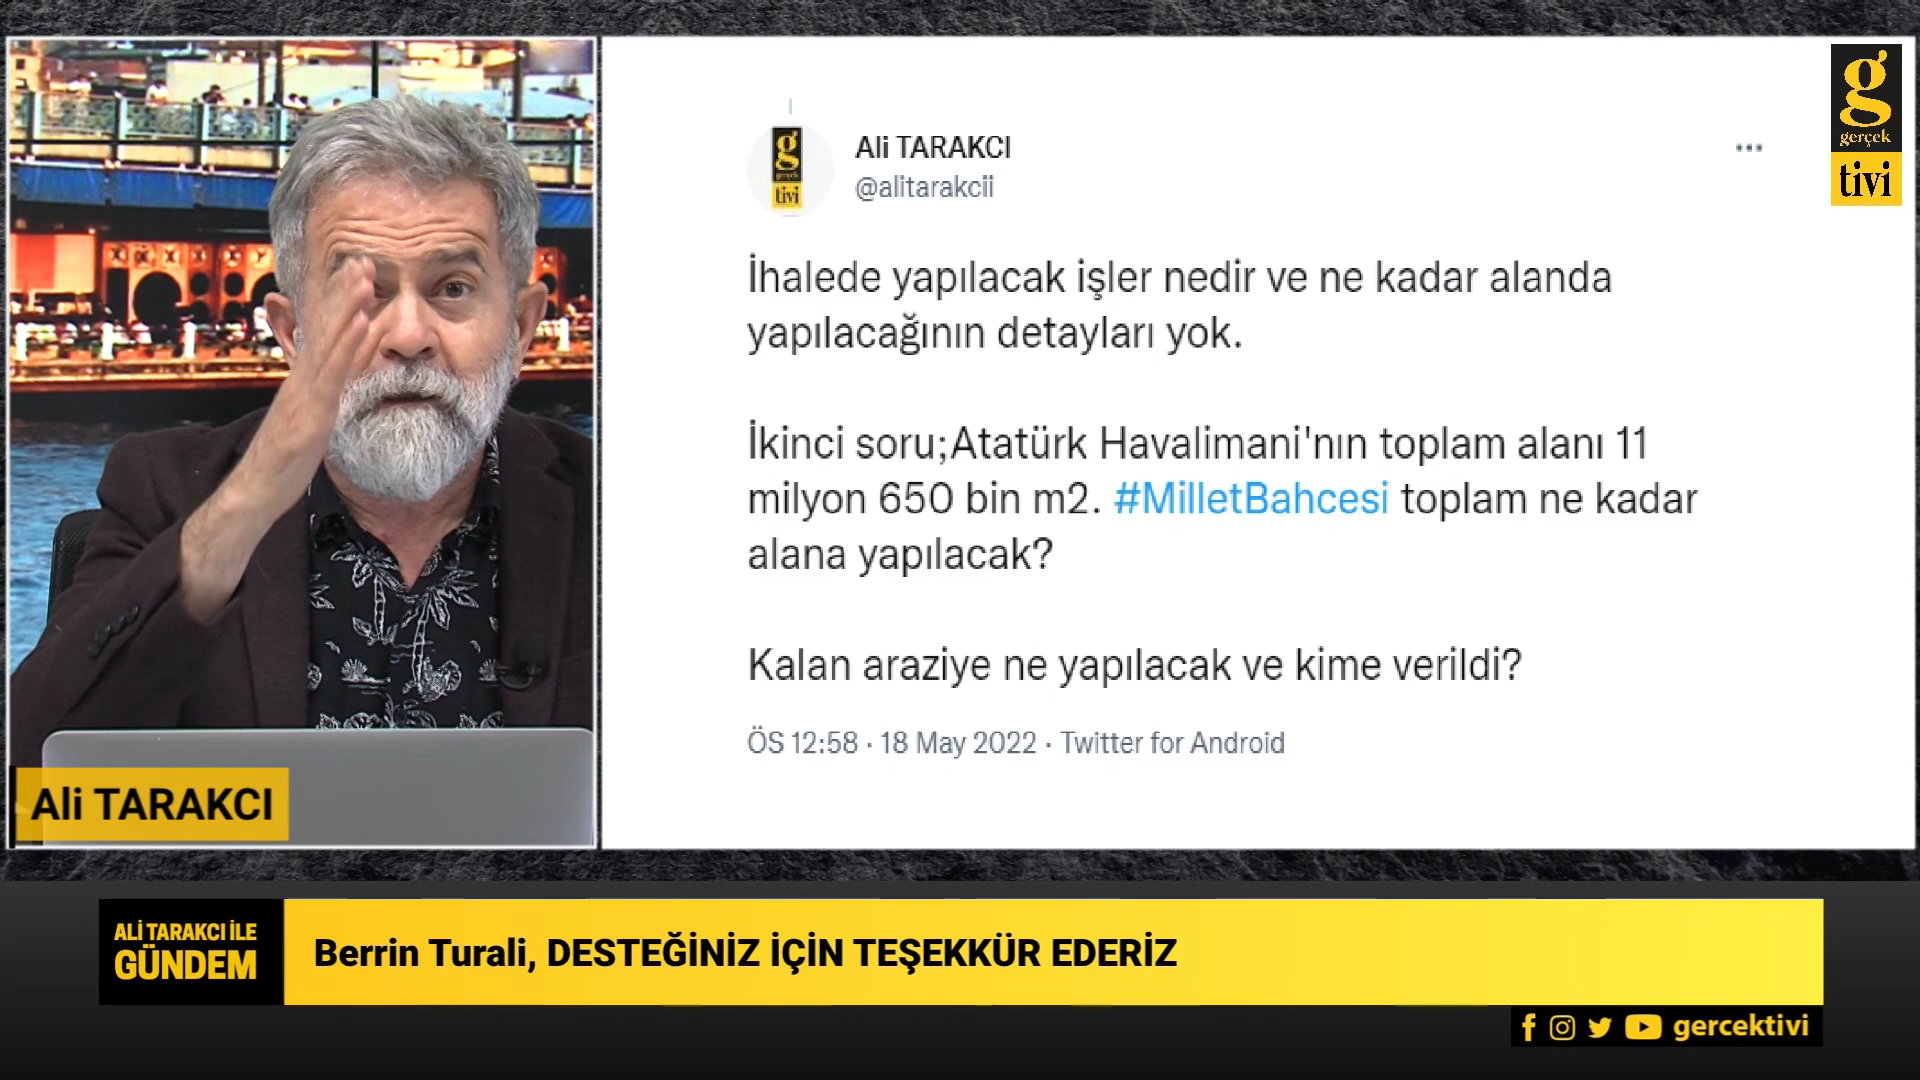 g
gerçek
tivi
g
gerçek
tivi
Ali TARAKCI
@alitarakcii
İhalede yapılacak işler nedir ve ne kadar alanda
yapılacağının detayları yok.
İkinci soru;Atatürk Havalimani'nın toplam alanı 11
milyon 650 bin m2. #MilletBahcesi toplam ne kadar
alana yapılacak?
Kalan araziye ne yapılacak ve kime verildi?
ÖS 12:58 · 18 May 2022 · Twitter for Android
Ali TARAKCI
ALİ TARAKCI İLE
GÜNDEM
Berrin Turali, DESTEĞİNİZ İÇİN TEŞEKKÜR EDERİZ
gercektivi